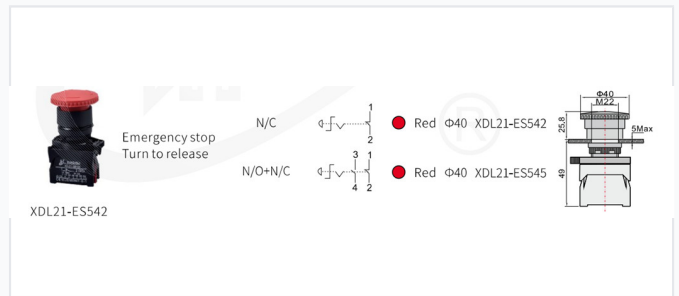 Emergency stop
Turn to release
XDL21-ES542
N/C
1
2
Red Φ40 XDL21-ES542
N/O+N/C
3 1
4 2
Red Φ40 XDL21-ES545
Φ40
M22
25,8
5Max
49
®